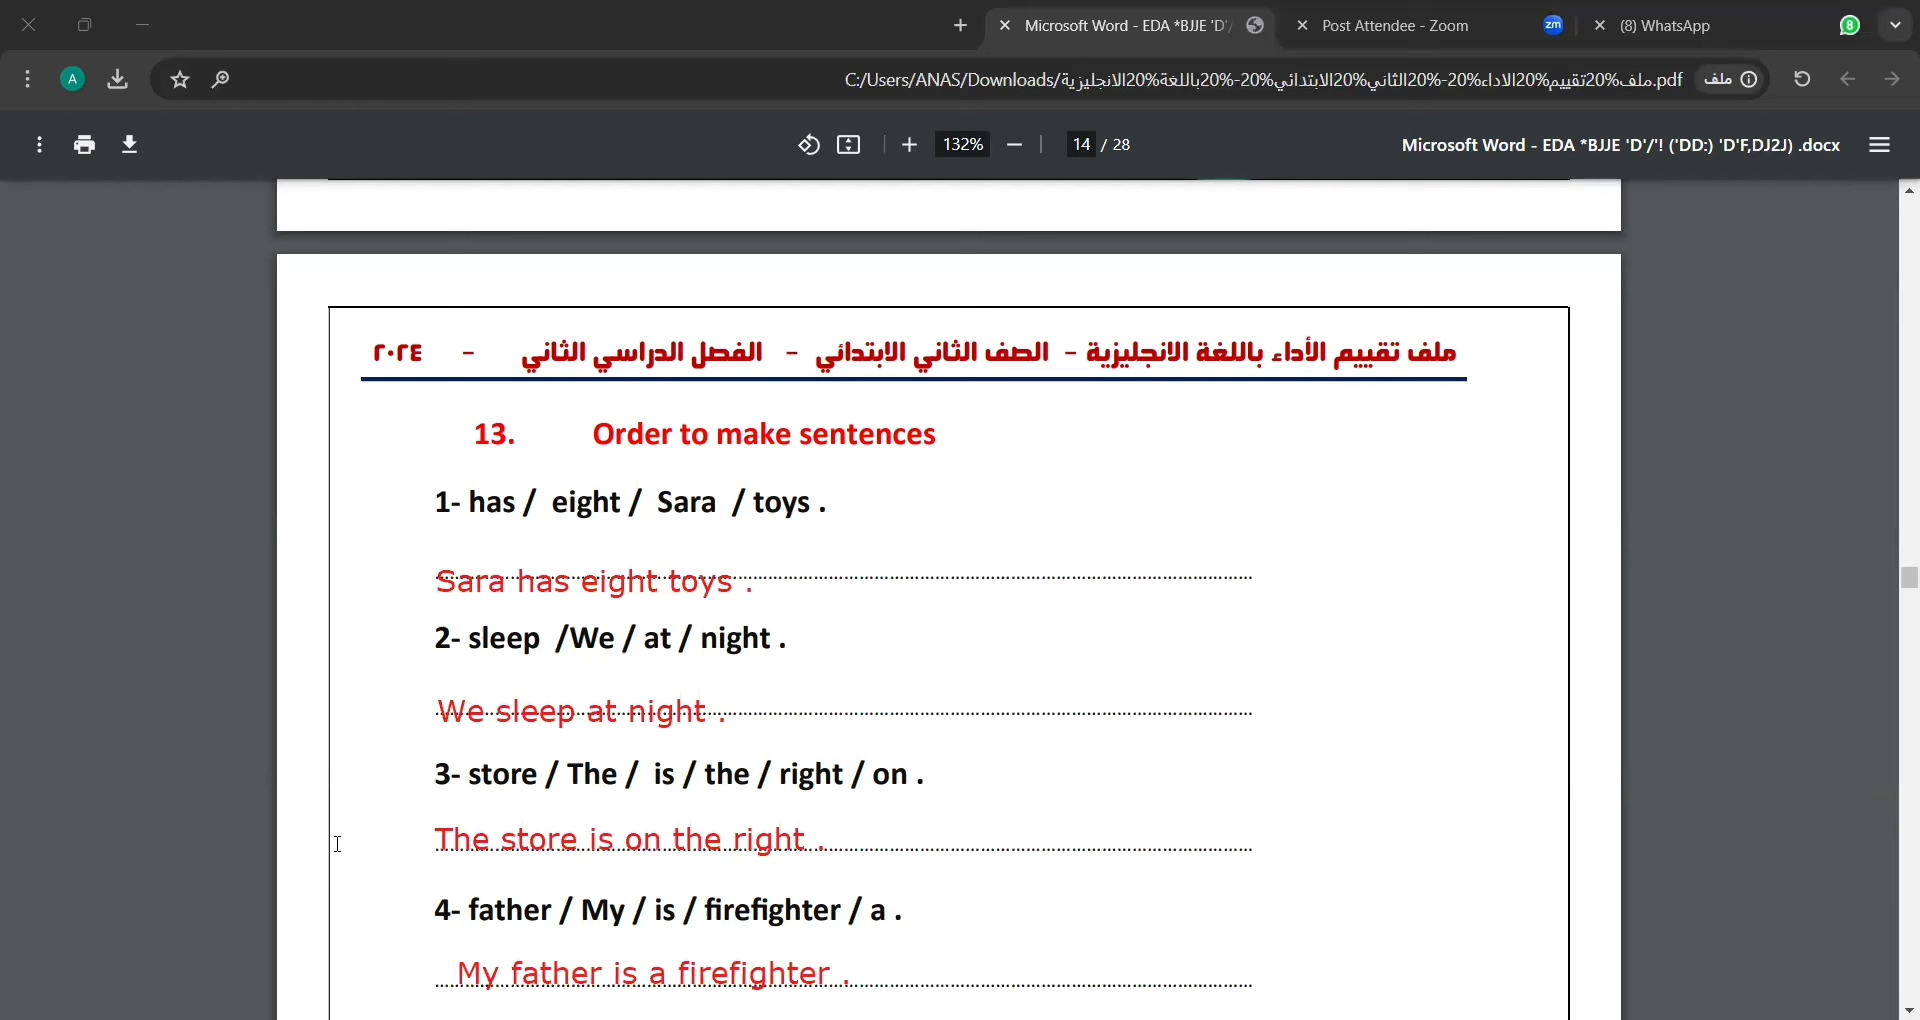 Microsoft Word - EDA *BJJE 'D'/
Post Attendee - Zoom
zm
(8) WhatsApp
8
A
C:/Users/ANAS/Downloads/ملف%20تقييم%20الاداء%20-%20الثاني%20الابتدائي%20-%20باللغة%20الانجليزية.pdf
ملف
132%
14 / 28
Microsoft Word - EDA *BJJE 'D'/'! ('DD:) 'D'F,DJ2J) .docx
ملف تقييم الأداء باللغة الانجليزية - الصف الثاني الابتدائي - الفصل الدراسي الثاني - ٢٠٢٤
13. Order to make sentences
1- has / eight / Sara / toys .
Sara has eight toys .
2- sleep /We / at / night .
We sleep at night .
3- store / The / is / the / right / on .
The store is on the right .
4- father / My / is / firefighter / a .
My father is a firefighter .